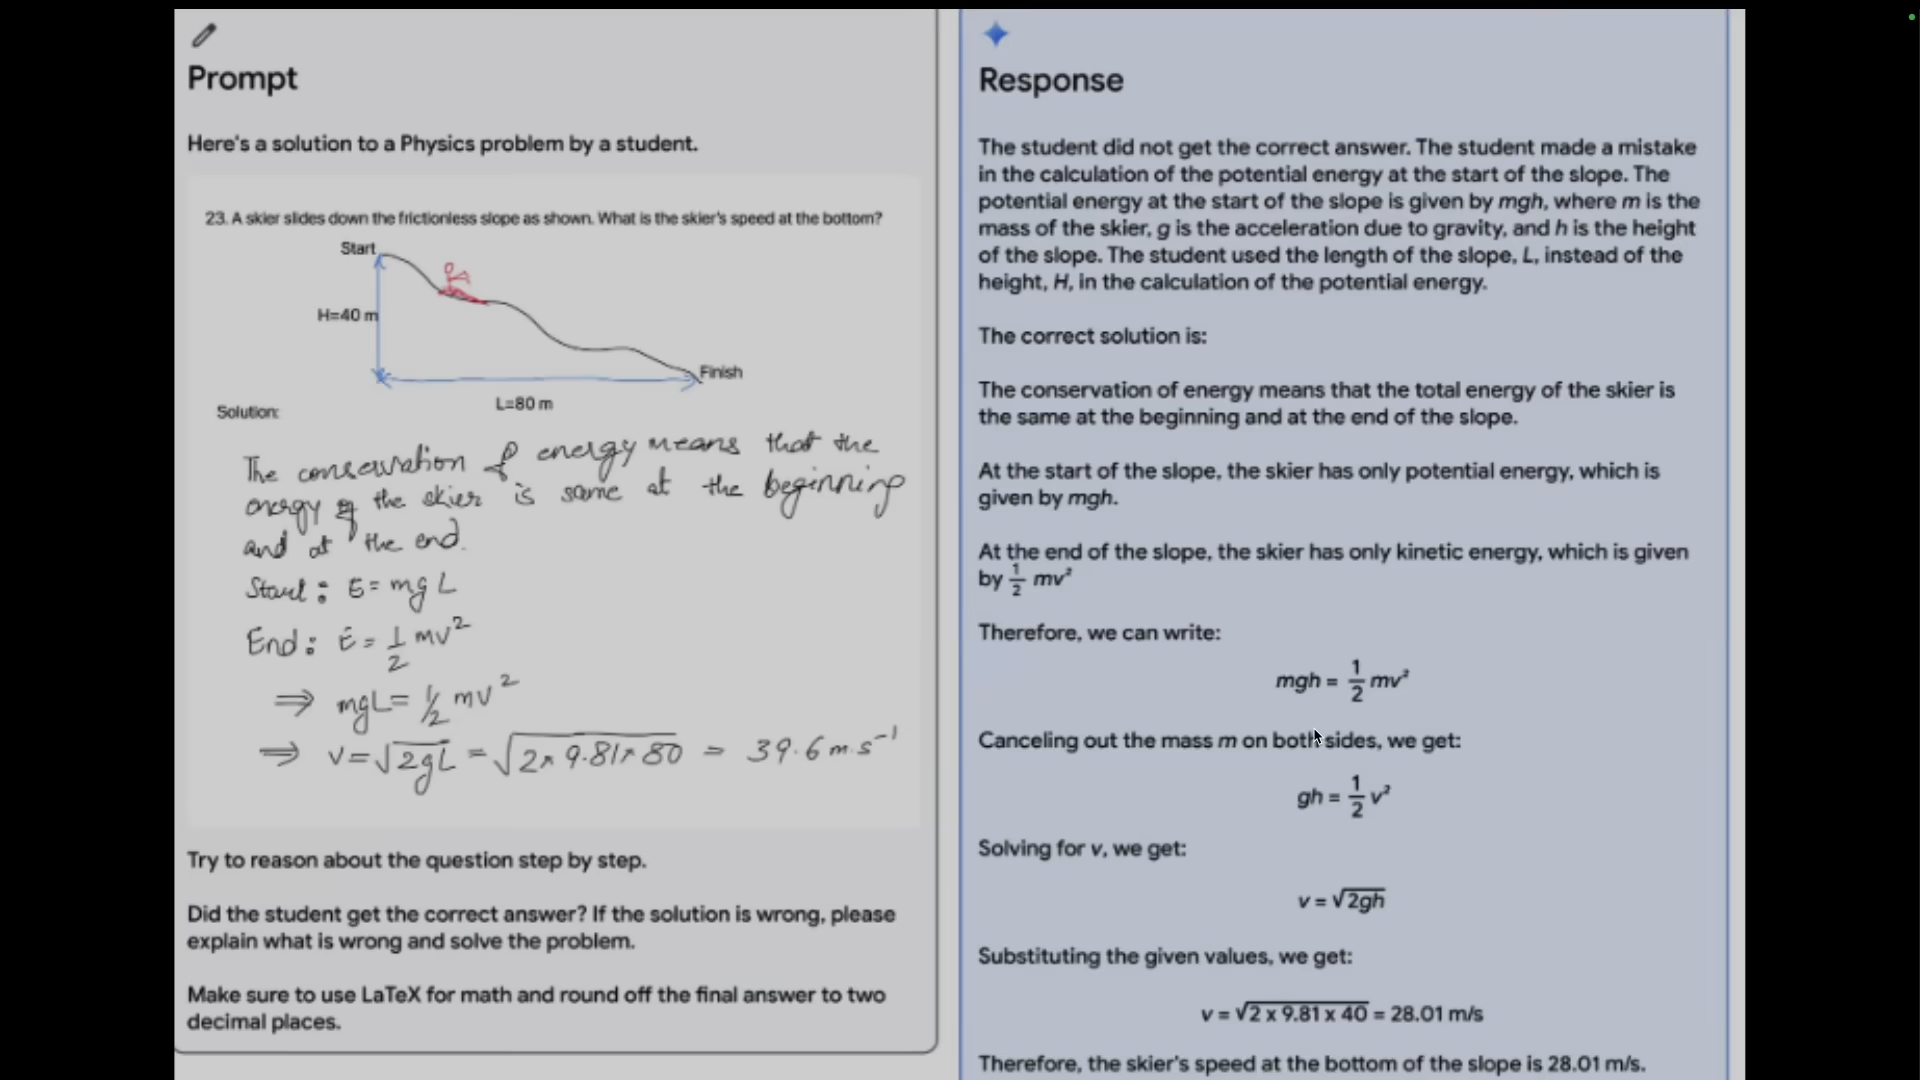 Prompt
Here's a solution to a Physics problem by a student.
23. A skier slides down the frictionless slope as shown. What is the skier's speed at the bottom?
Start
H=40 m
Finish
L=80 m
Solution:
The conservation of energy means that the
energy of the skier is same at the beginning
and at the end.
Start: E = mgL
End: E = 1/2 mv²
⇒ mgL = 1/2 mv²
⇒ v = √2gL = √2 × 9.81 × 80 = 39.6 m.s⁻¹
Try to reason about the question step by step.
Did the student get the correct answer? If the solution is wrong, please
explain what is wrong and solve the problem.
Make sure to use LaTeX for math and round off the final answer to two
decimal places.
Response
The student did not get the correct answer. The student made a mistake
in the calculation of the potential energy at the start of the slope. The
potential energy at the start of the slope is given by mgh, where m is the
mass of the skier, g is the acceleration due to gravity, and h is the height
of the slope. The student used the length of the slope, L, instead of the
height, H, in the calculation of the potential energy.
The correct solution is:
The conservation of energy means that the total energy of the skier is
the same at the beginning and at the end of the slope.
At the start of the slope, the skier has only potential energy, which is
given by mgh.
At the end of the slope, the skier has only kinetic energy, which is given
by 1/2 mv²
Therefore, we can write:
mgh = 1/2 mv²
Canceling out the mass m on both sides, we get:
gh = 1/2 v²
Solving for v, we get:
v = √2gh
Substituting the given values, we get:
v = √2 x 9.81 x 40 = 28.01 m/s
Therefore, the skier's speed at the bottom of the slope is 28.01 m/s.